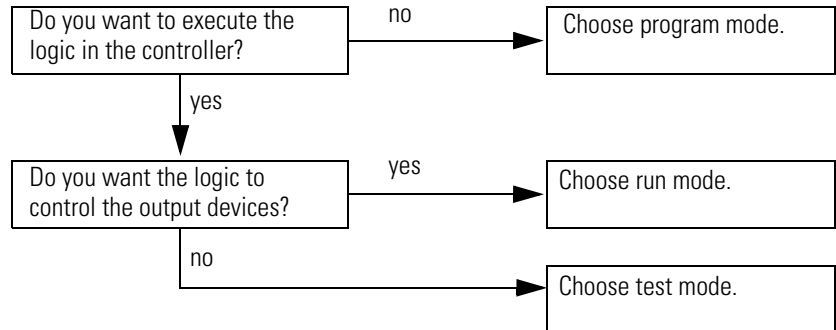 Do you want to execute the
logic in the controller?
no
Choose program mode.
yes
Do you want the logic to
control the output devices?
yes
Choose run mode.
no
Choose test mode.